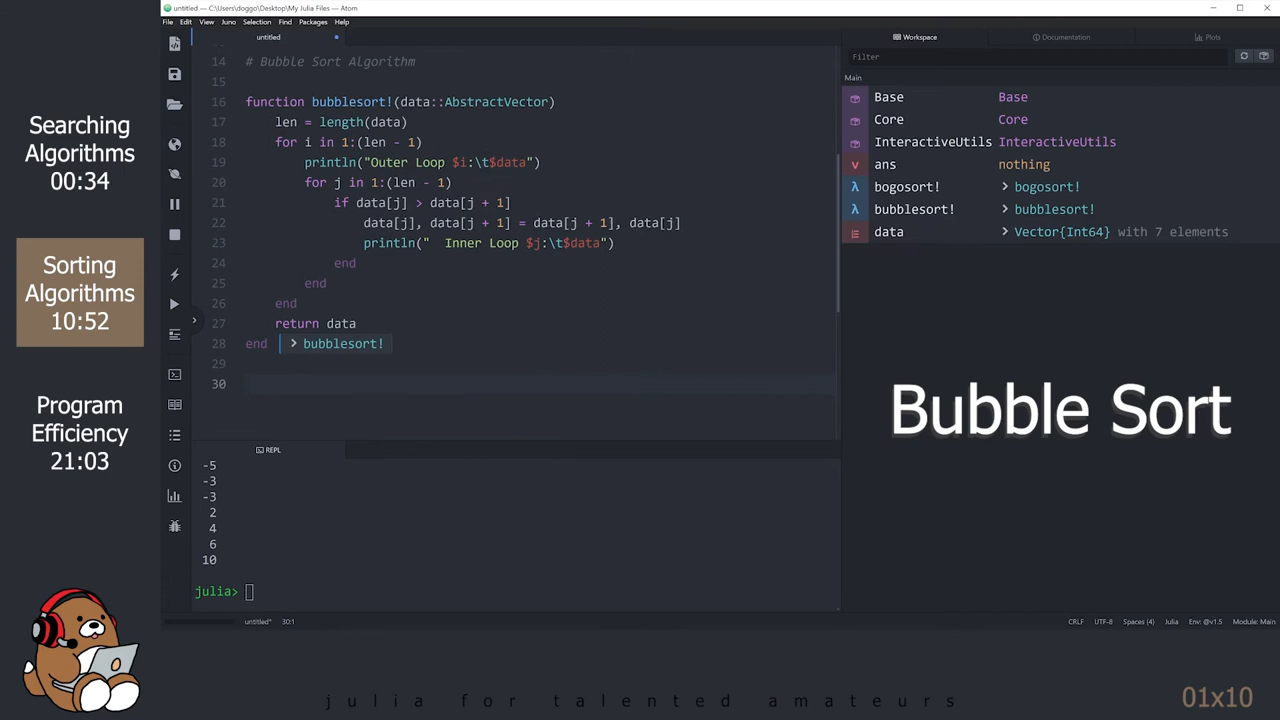 untitled — C:\Users\doggo\Desktop\My Julia Files — Atom
File Edit View Juno Selection Find Packages Help
untitled
14 # Bubble Sort Algorithm
15
16 function bubblesort!(data::AbstractVector)
17 len = length(data)
18 for i in 1:(len - 1)
19 println("Outer Loop $i:\t$data")
20 for j in 1:(len - 1)
21 if data[j] > data[j + 1]
22 data[j], data[j + 1] = data[j + 1], data[j]
23 println("  Inner Loop $j:\t$data")
24 end
25 end
26 end
27 return data
28 end > bubblesort!
29
30
REPL
-5
-3
-3
2
4
6
10
julia>
untitled* 30:1
CRLF UTF-8 Spaces (4) Julia Env: @v1.5 Module: Main
Workspace Documentation Plots
Filter
Main
Base Base
Core Core
InteractiveUtils InteractiveUtils
v ans nothing
λ bogosort! > bogosort!
λ bubblesort! > bubblesort!
data > Vector{Int64} with 7 elements
Bubble Sort
Searching
Algorithms
00:34
Sorting
Algorithms
10:52
Program
Efficiency
21:03
julia for talented amateurs
01x10